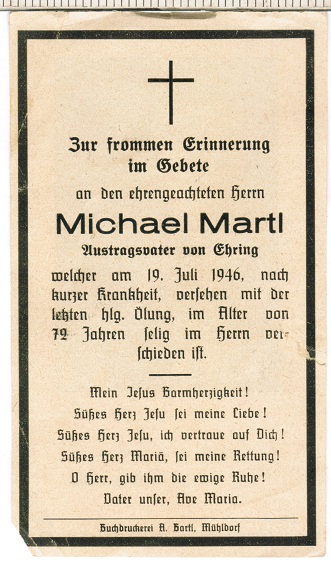 Zur frommen Erinnerung
im Gebete
an den ehrengeachteten Herrn
Michael Martl
Austragsvater von Ehring
welcher am 19. Juli 1946, nach
kurzer Krankheit, versehen mit der
letzten hlg. Ölung, im Alter von
72 Jahren selig im Herrn ver-
schieden ist.
Mein Jesus Barmherzigkeit!
Süßes Herz Jesu sei meine Liebe!
Süßes Herz Jesu, ich vertraue auf Dich!
Süßes Herz Mariä, sei meine Rettung!
O Herr, gib ihm die ewige Ruhe!
Vater unser, Ave Maria.
Buchdruckerei A. Bartl, Mühldorf